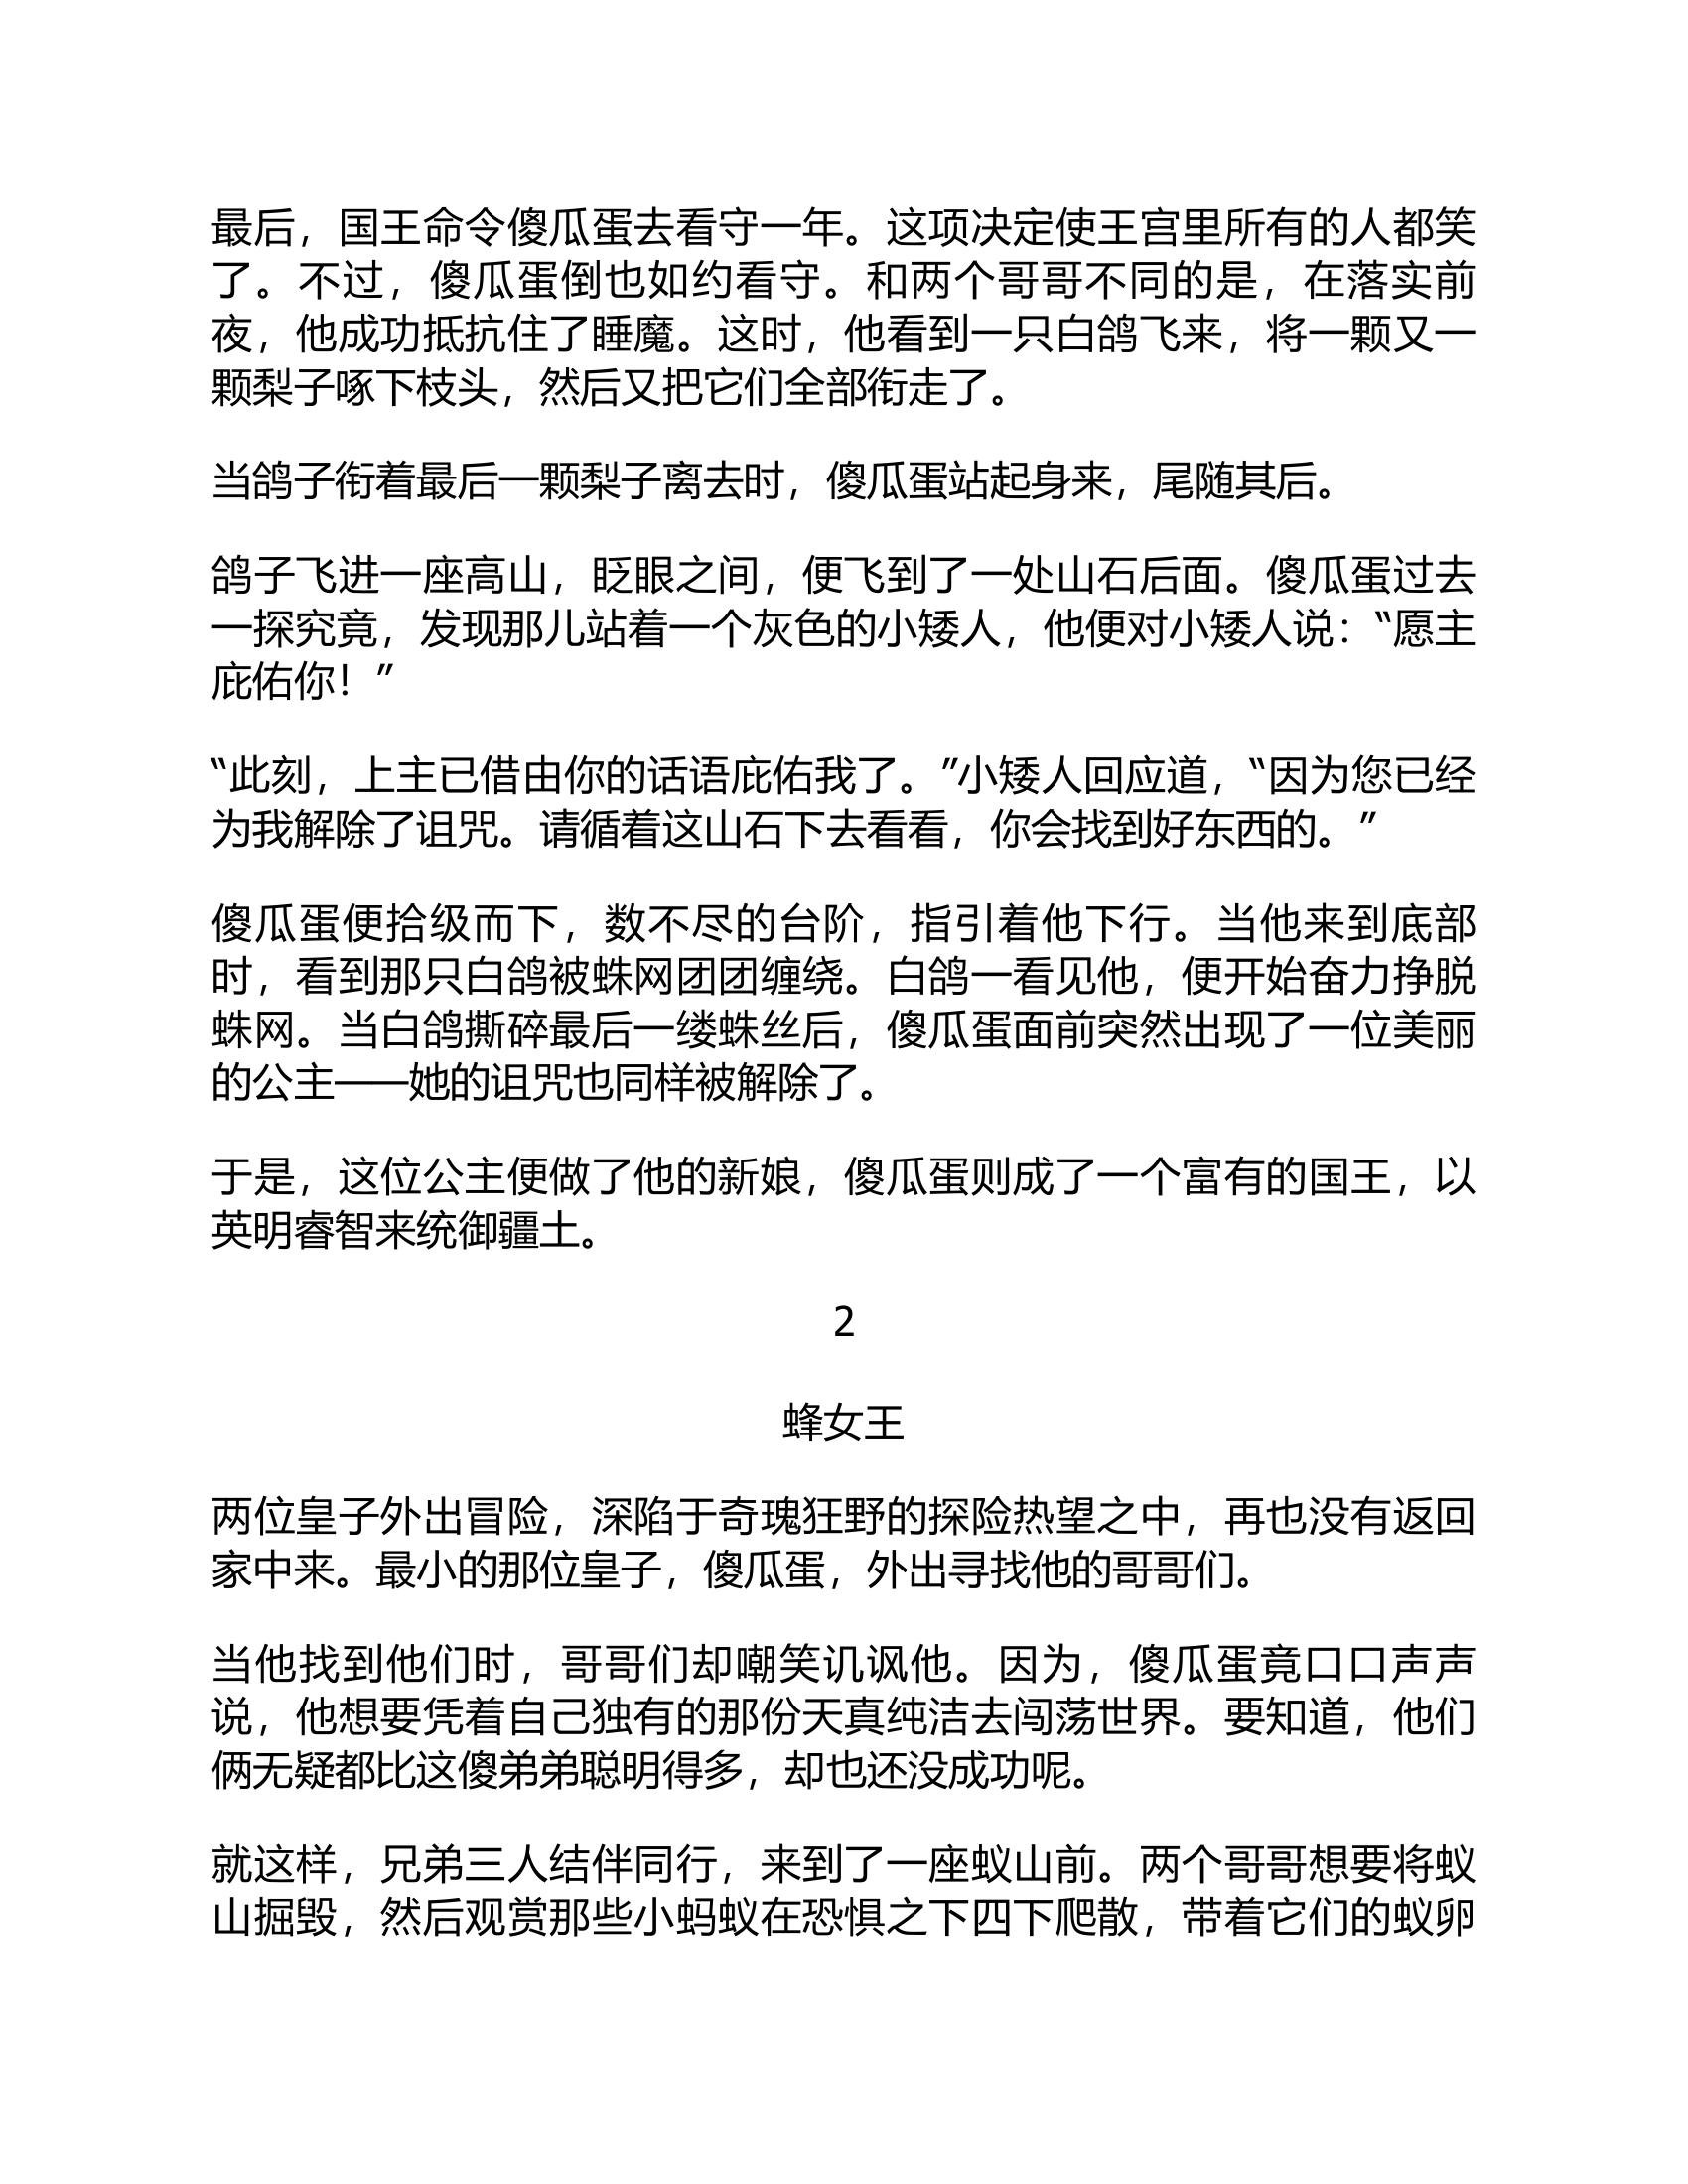 最后，国王命令傻瓜蛋去看守一年。这项决定使王宫里所有的人都笑
了。不过，傻瓜蛋倒也如约看守。和两个哥哥不同的是，在落实前
夜，他成功抵抗住了睡魔。这时，他看到一只白鸽飞来，将一颗又一
颗梨子啄下枝头，然后又把它们全部衔走了。
当鸽子衔着最后一颗梨子离去时，傻瓜蛋站起身来，尾随其后。
鸽子飞进一座高山，眨眼之间，便飞到了一处山石后面。傻瓜蛋过去
一探究竟，发现那儿站着一个灰色的小矮人，他便对小矮人说：“愿主
庇佑你！”
“此刻，上主已借由你的话语庇佑我了。”小矮人回应道，“因为您已经
为我解除了诅咒。请循着这山石下去看看，你会找到好东西的。”
傻瓜蛋便拾级而下，数不尽的台阶，指引着他下行。当他来到底部
时，看到那只白鸽被蛛网团团缠绕。白鸽一看见他，便开始奋力挣脱
蛛网。当白鸽撕碎最后一缕蛛丝后，傻瓜蛋面前突然出现了一位美丽
的公主——她的诅咒也同样被解除了。
于是，这位公主便做了他的新娘，傻瓜蛋则成了一个富有的国王，以
英明睿智来统御疆土。
2
蜂女王
两位皇子外出冒险，深陷于奇瑰狂野的探险热望之中，再也没有返回
家中来。最小的那位皇子，傻瓜蛋，外出寻找他的哥哥们。
当他找到他们时，哥哥们却嘲笑讥讽他。因为，傻瓜蛋竟口口声声
说，他想要凭着自己独有的那份天真纯洁去闯荡世界。要知道，他们
俩无疑都比这傻弟弟聪明得多，却也还没成功呢。
就这样，兄弟三人结伴同行，来到了一座蚁山前。两个哥哥想要将蚁
山掘毁，然后观赏那些小蚂蚁在恐惧之下四下爬散，带着它们的蚁卵